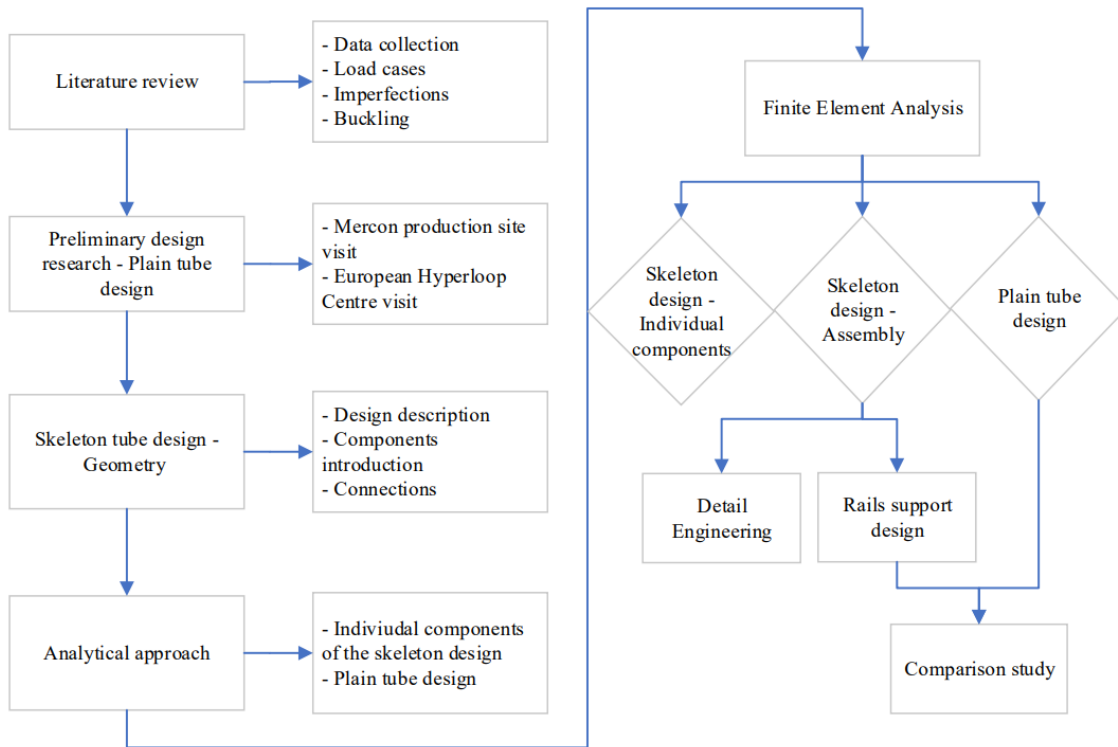 Literature review
- Data collection
- Load cases
- Imperfections
- Buckling
Preliminary design
research - Plain tube
design
- Mercon production site
visit
- European Hyperloop
Centre visit
Skeleton tube design -
Geometry
- Design description
- Components
introduction
- Connections
Analytical approach
- Indiviudal components
of the skeleton design
- Plain tube design
Finite Element Analysis
Skeleton
design -
Individual
components
Skeleton
design -
Assembly
Plain tube
design
Detail
Engineering
Rails support
design
Comparison study